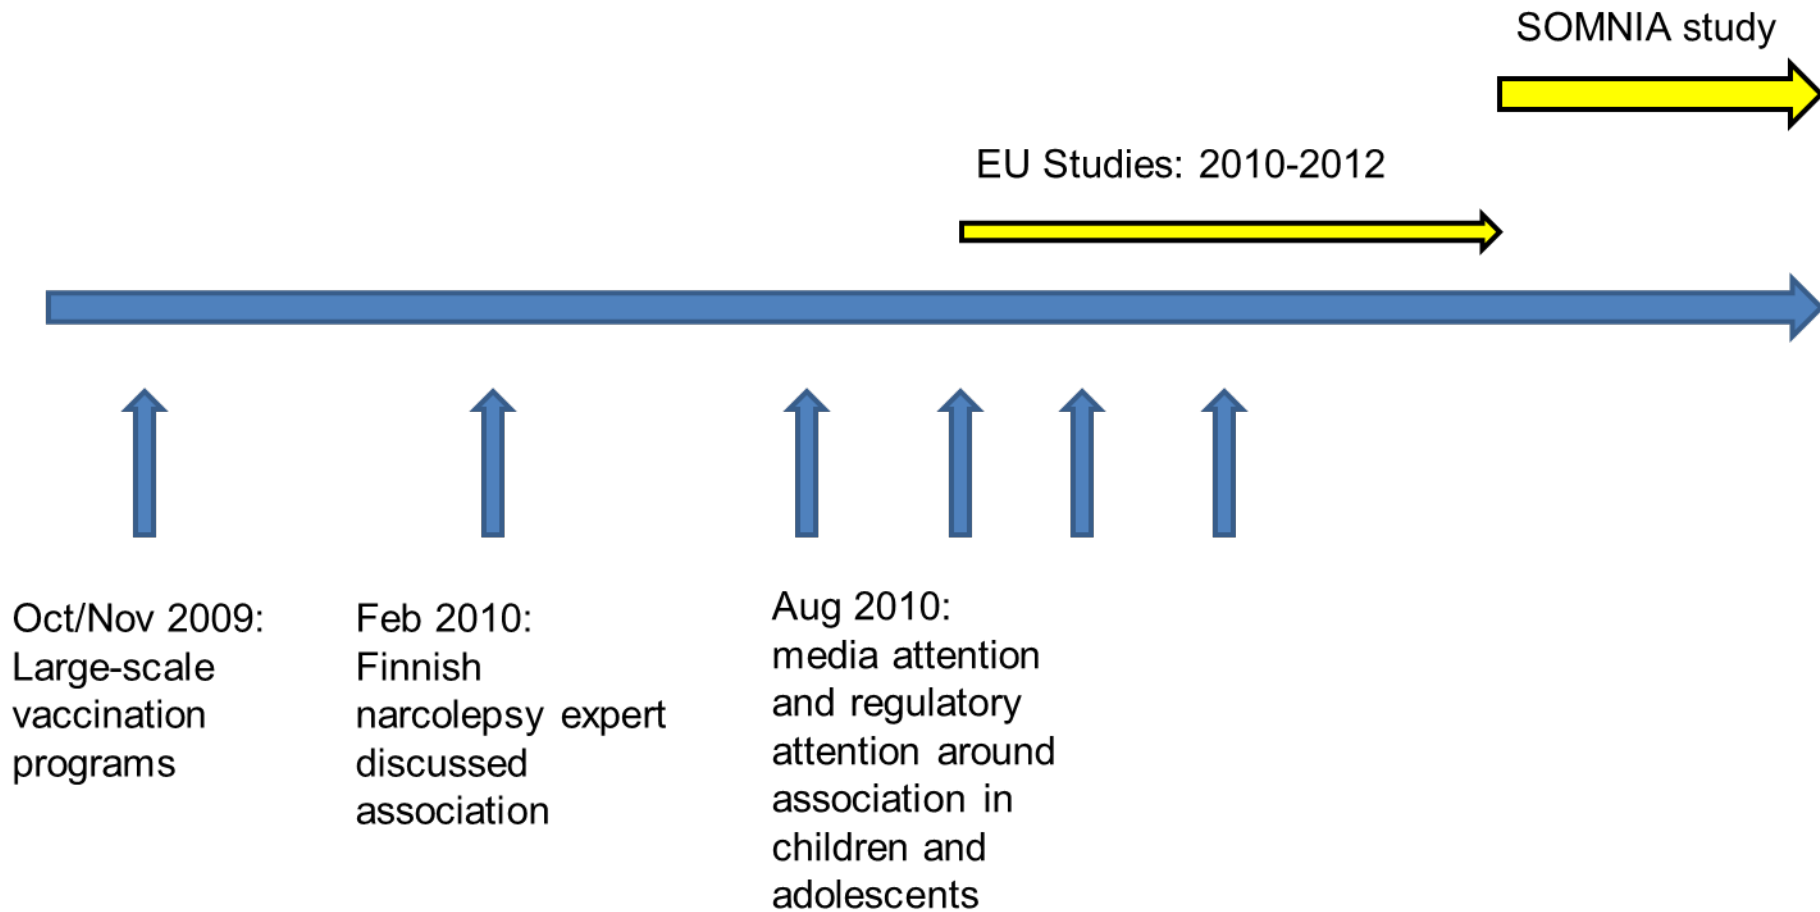 SOMNIA study
EU Studies: 2010-2012
Oct/Nov 2009:
Large-scale
vaccination
programs
Feb 2010:
Finnish
narcolepsy expert
discussed
association
Aug 2010:
media attention
and regulatory
attention around
association in
children and
adolescents